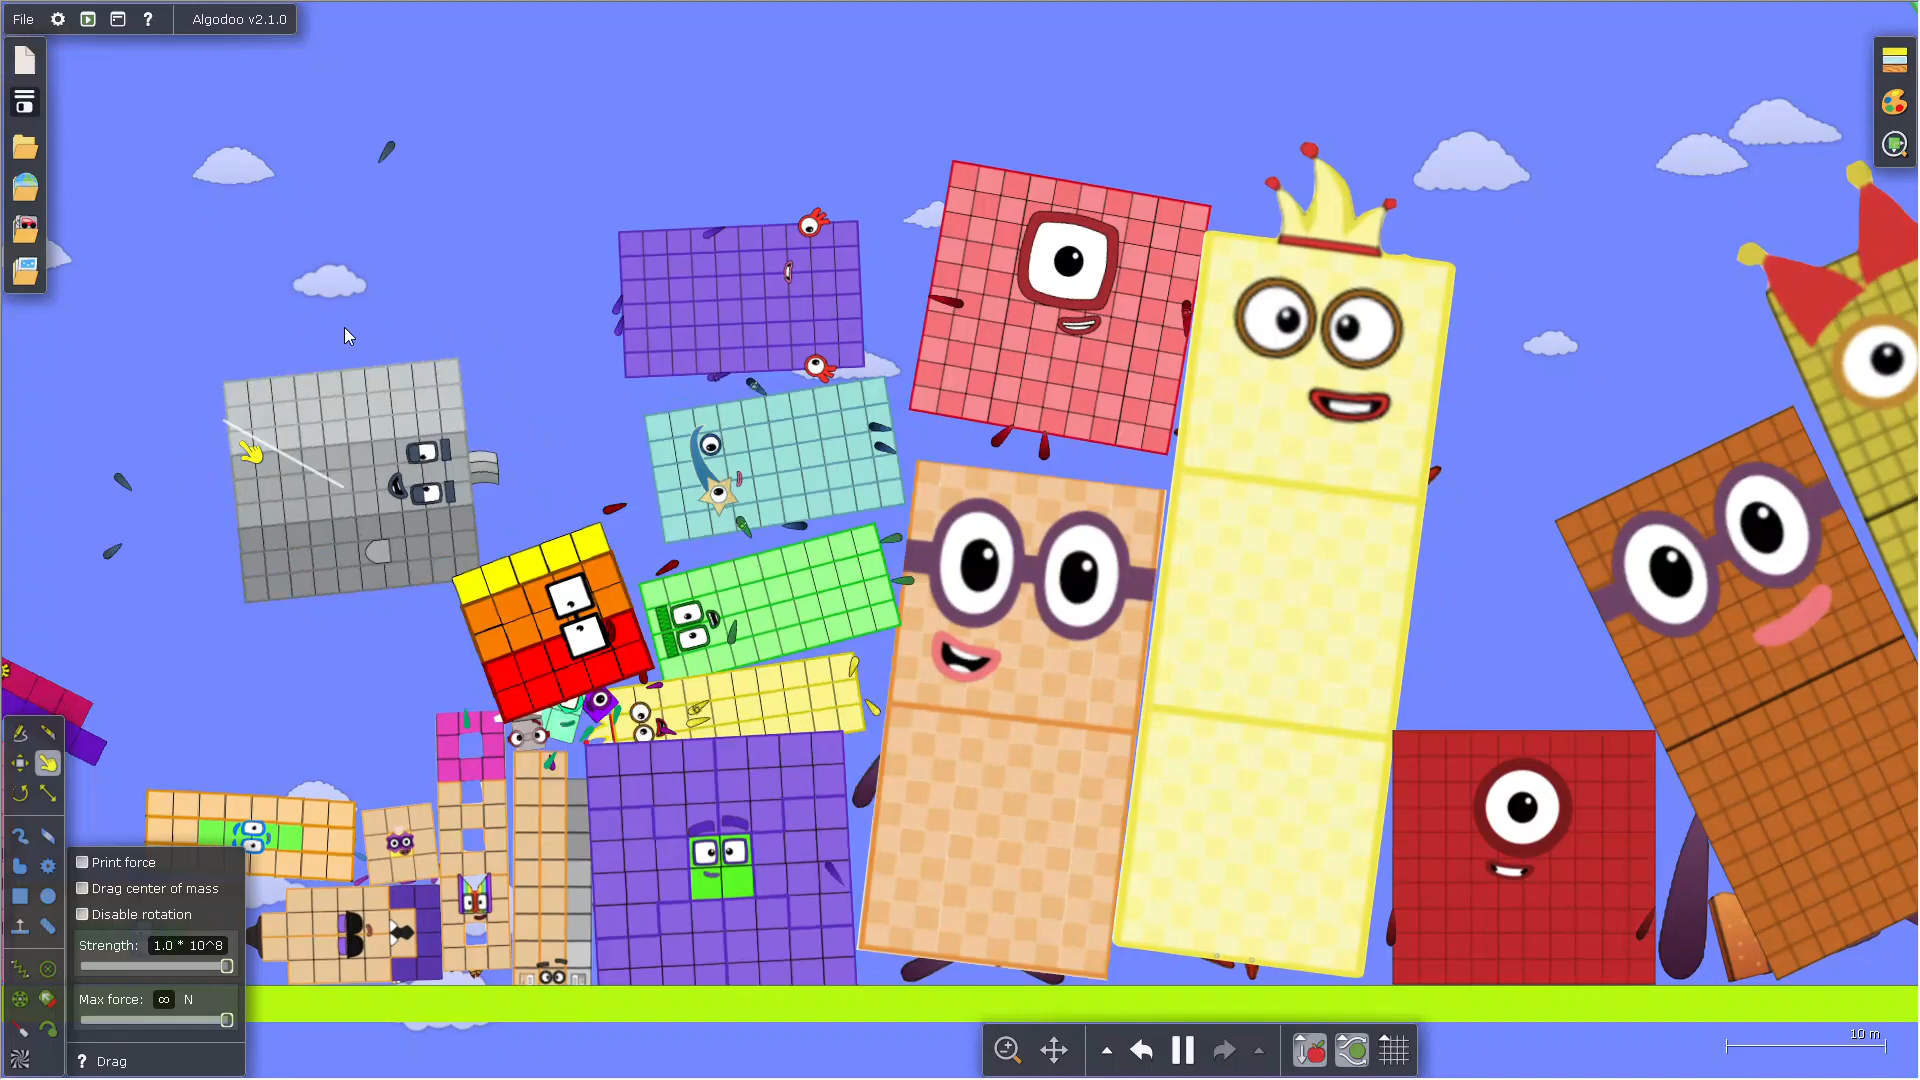 File
Algodoo v2.1.0
Print force
Drag center of mass
Disable rotation
Strength: 1.0 * 10^8
Max force: ∞ N
? Drag
10 m